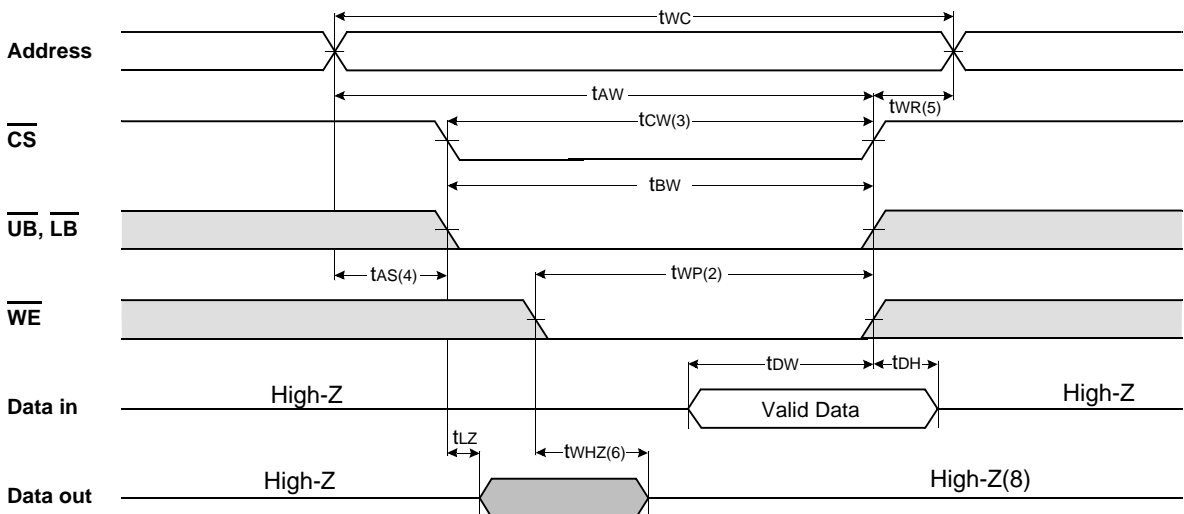 tWC
Address
tAW
tWR(5)
tCW(3)
CS
tBW
UB, LB
tAS(4)
tWP(2)
WE
tDW
tDH
High-Z
Valid Data
High-Z
Data in
tLZ
tWHZ(6)
High-Z
High-Z(8)
Data out